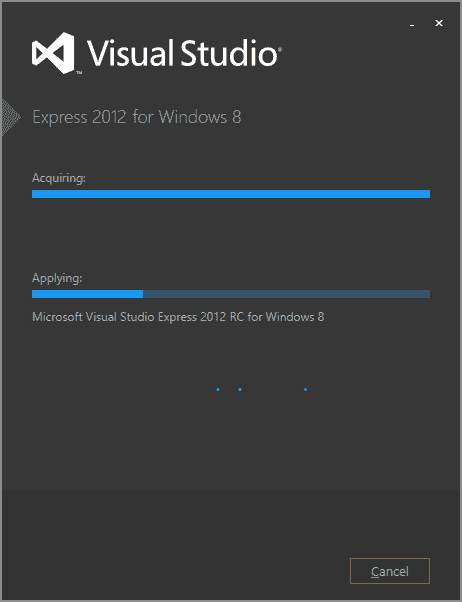 Visual Studio®
™
Express 2012 for Windows 8
Acquiring:
Applying:
Microsoft Visual Studio Express 2012 RC for Windows 8
Cancel